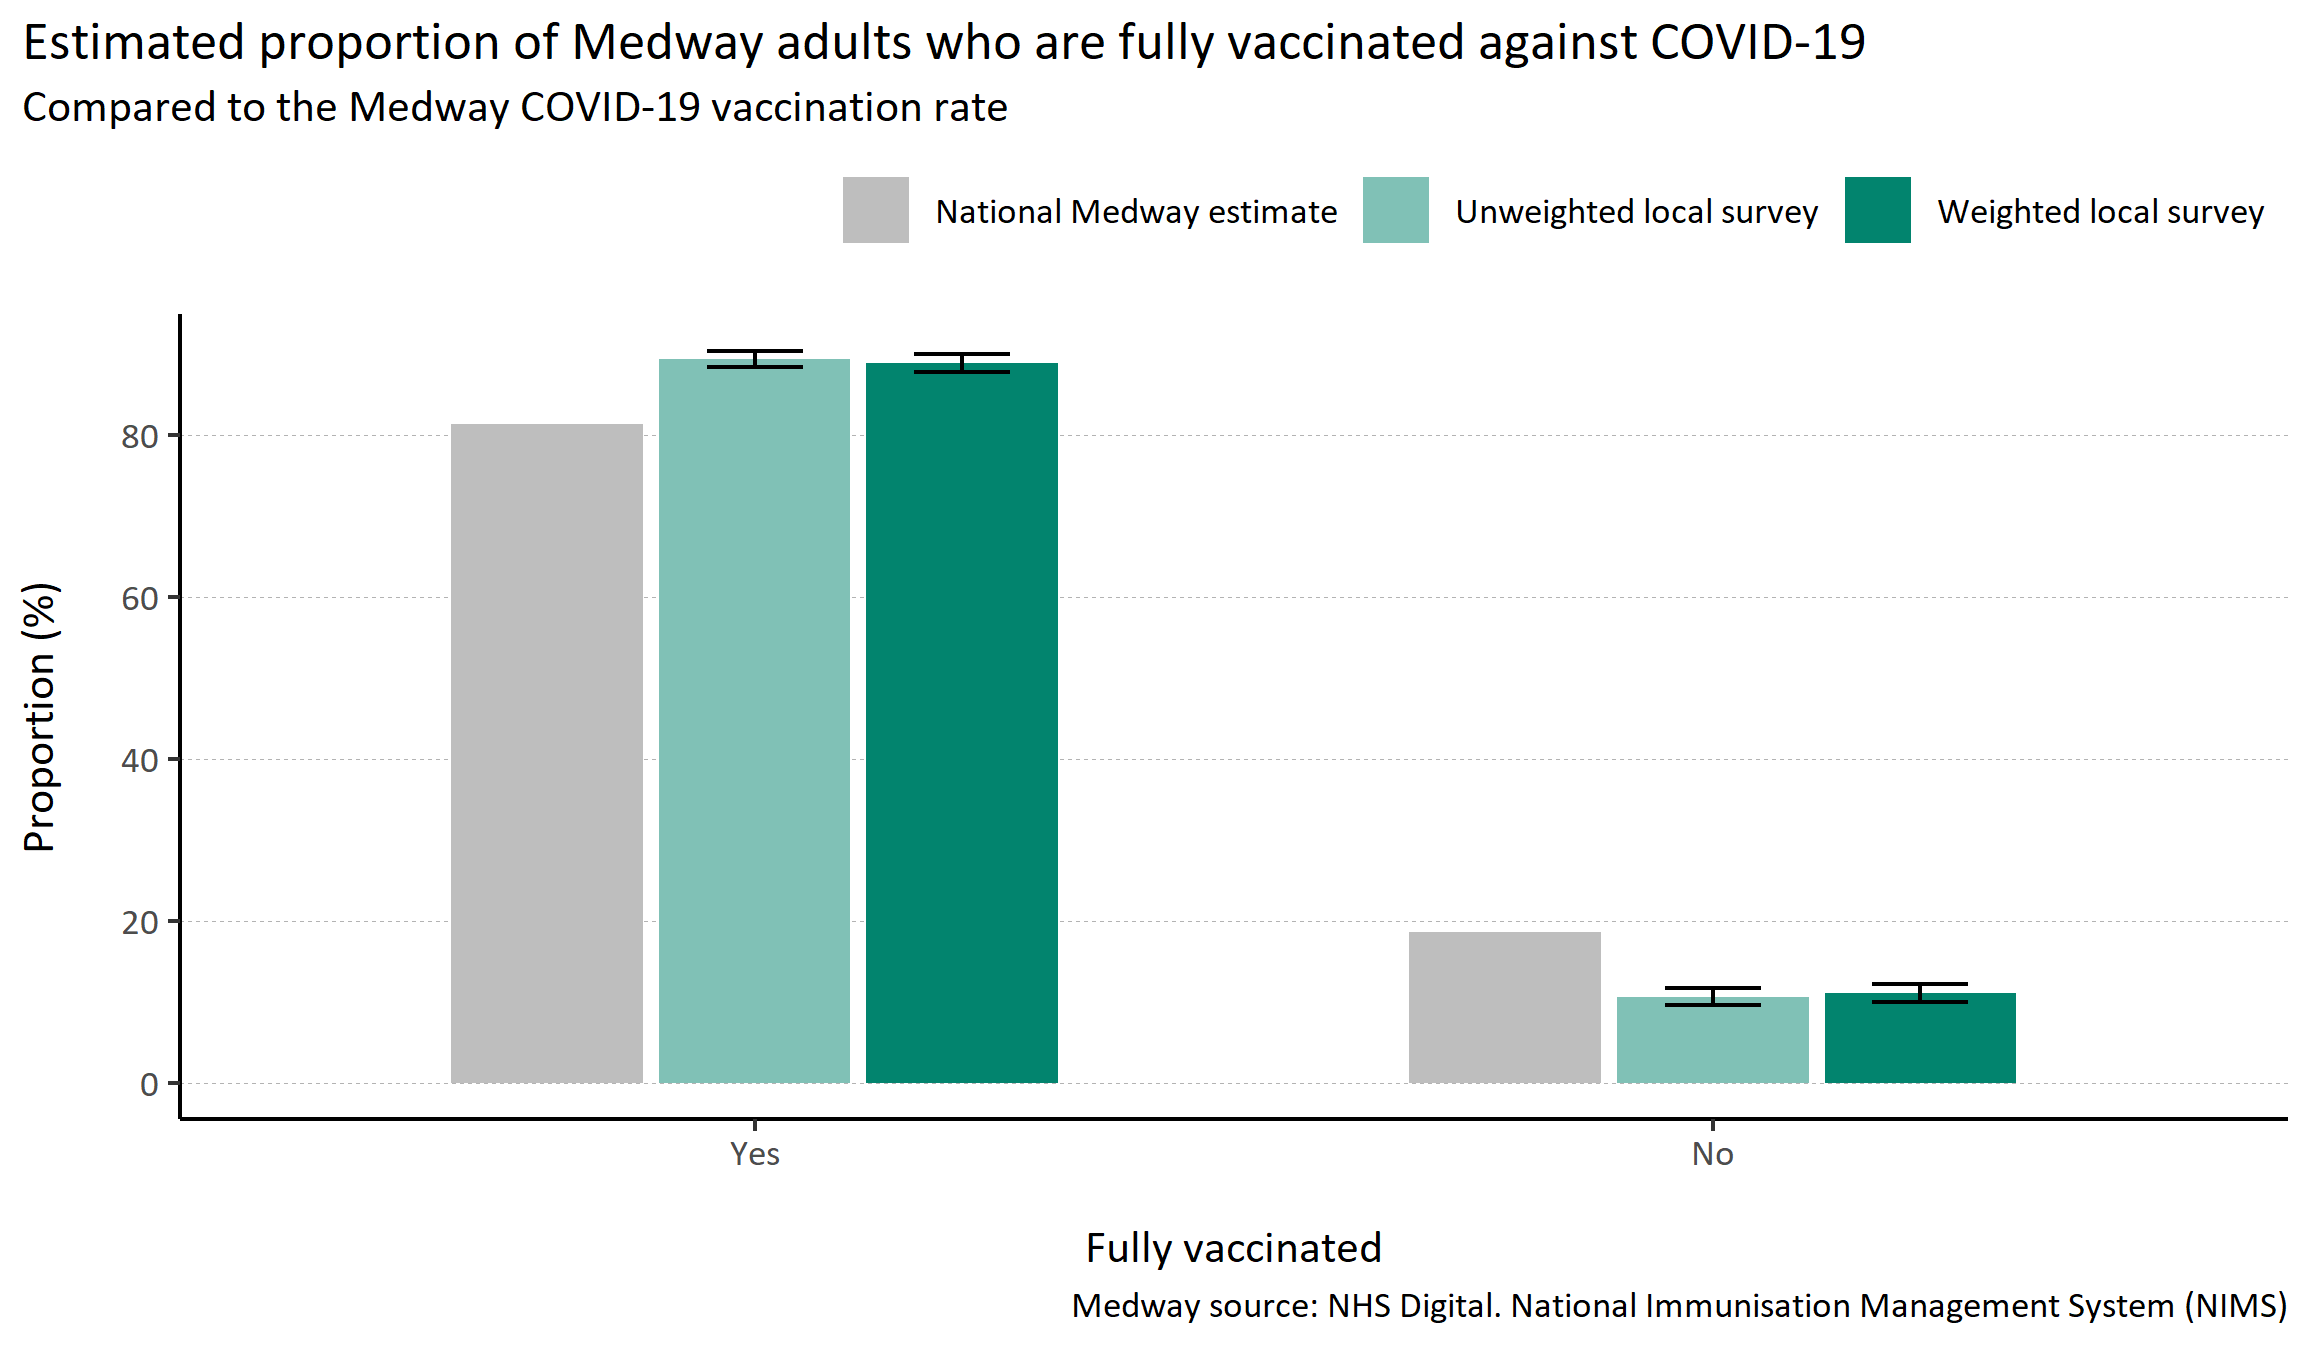 Estimated proportion of Medway adults who are fully vaccinated against COVID-19
Compared to the Medway COVID-19 vaccination rate
National Medway estimate
Unweighted local survey
Weighted local survey
Proportion (%)
80
60
40
20
0
Yes
No
Fully vaccinated
Medway source: NHS Digital. National Immunisation Management System (NIMS)